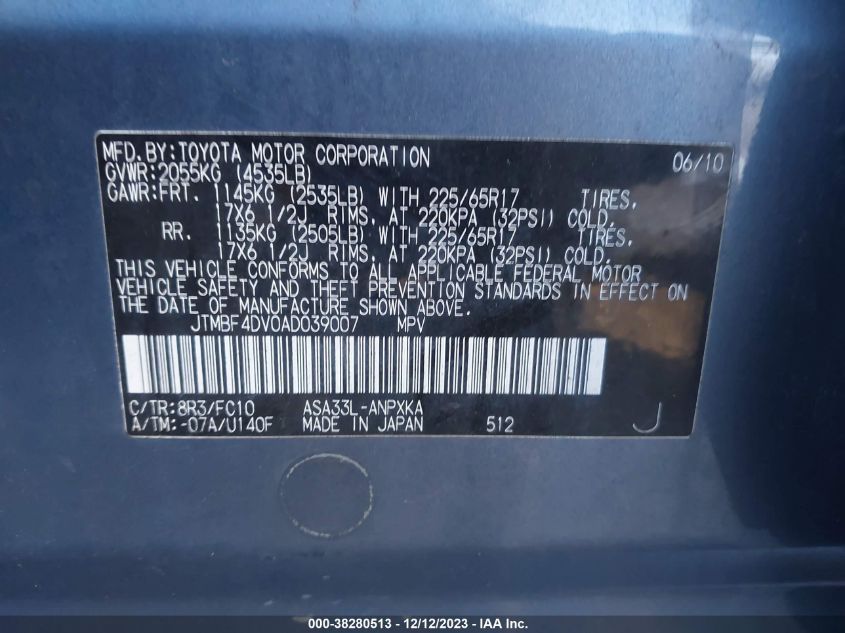 MFD.BY:TOYOTA MOTOR CORPORATION 06/10
GVWR:2055KG (4535LB)
GAWR:FRT. 1145KG (2535LB) WITH 225/65R17 TIRES,
17X6 1/2J RIMS, AT 220KPA (32PSI) COLD.
RR. 1135KG (2505LB) WITH 225/65R17 TIRES,
17X6 1/2J RIMS, AT 220KPA (32PSI) COLD.
THIS VEHICLE CONFORMS TO ALL APPLICABLE FEDERAL MOTOR
VEHICLE SAFETY AND THEFT PREVENTION STANDARDS IN EFFECT ON
THE DATE OF MANUFACTURE SHOWN ABOVE.
JTMBF4DV0AD039007 MPV
C/TR:8R3/FC10 ASA33L-ANPXKA
A/TM:-07A/U140F MADE IN JAPAN 512 J
000-38280513 - 12/12/2023 - IAA Inc.